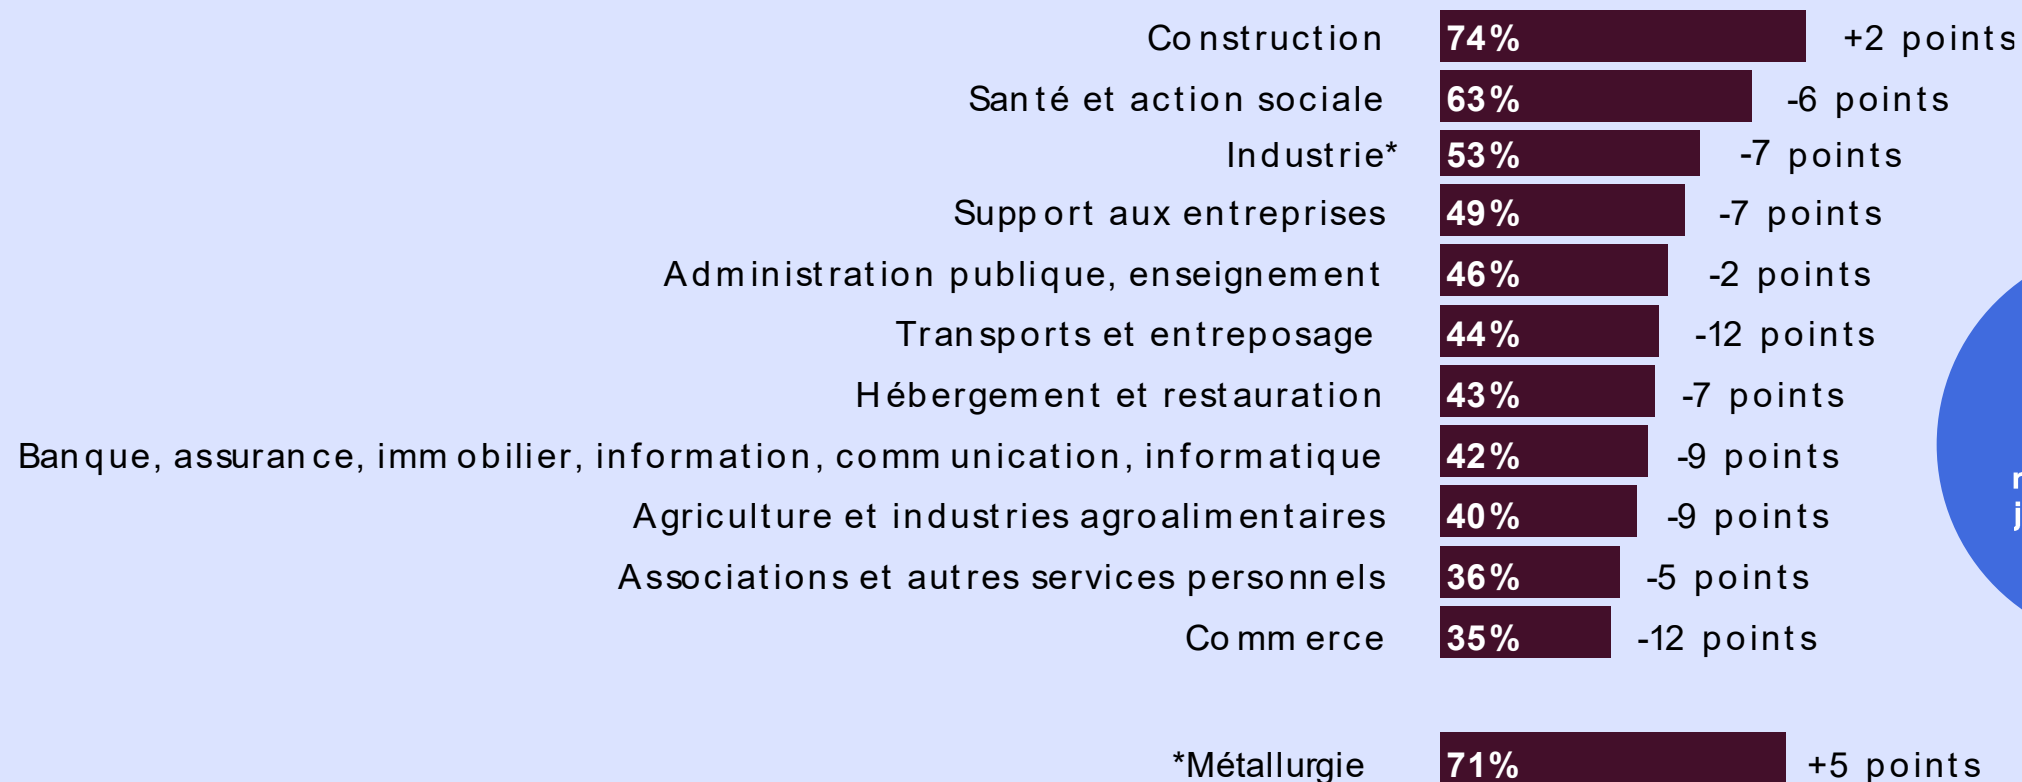 Construction 74% +2 points
Santé et action sociale 63% -6 points
Industrie* 53% -7 points
Support aux entreprises 49% -7 points
Administration publique, enseignement 46% -2 points
Transports et entreposage 44% -12 points
Hébergement et restauration 43% -7 points
Banque, assurance, immobilier, information, communication, informatique 42% -9 points
Agriculture et industries agroalimentaires 40% -9 points
Associations et autres services personnels 36% -5 points
Commerce 35% -12 points
*Métallurgie 71% +5 points